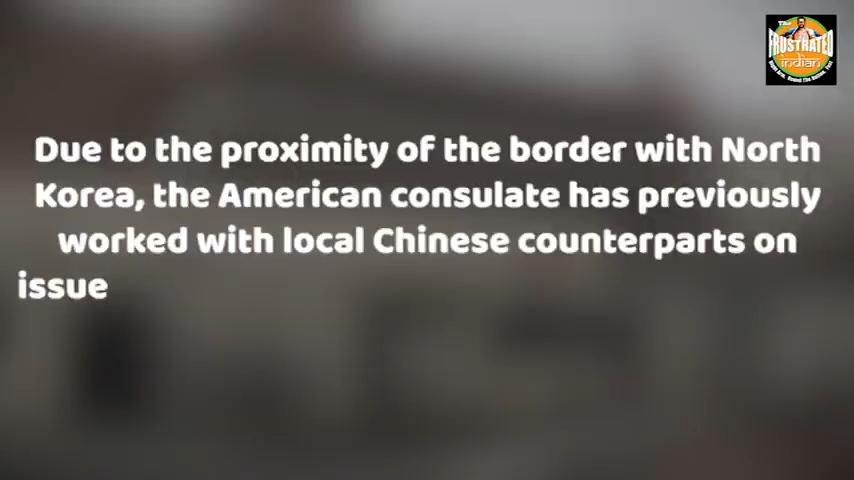 The
FRUSTRATED
indian
Due to the proximity of the border with North
Korea, the American consulate has previously
worked with local Chinese counterparts on
issue